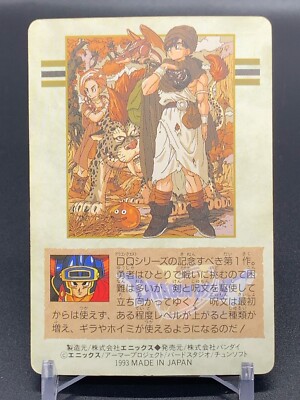 DQシリーズの記念すべき第1作。
勇者はひとりで戦いに挑むので困
難は多いが、剣と呪文を駆使して
立ち向かってゆく！ 呪文は最初
からは使えず、ある程度レベルが上がると種類が
増え、ギラやホイミが使えるようになるのだ！
製造元/株式会社エニックス◆発売元/株式会社バンダイ
©エニックス/アーマープロジェクト/バードスタジオ/チュンソフト
1993 MADE IN JAPAN